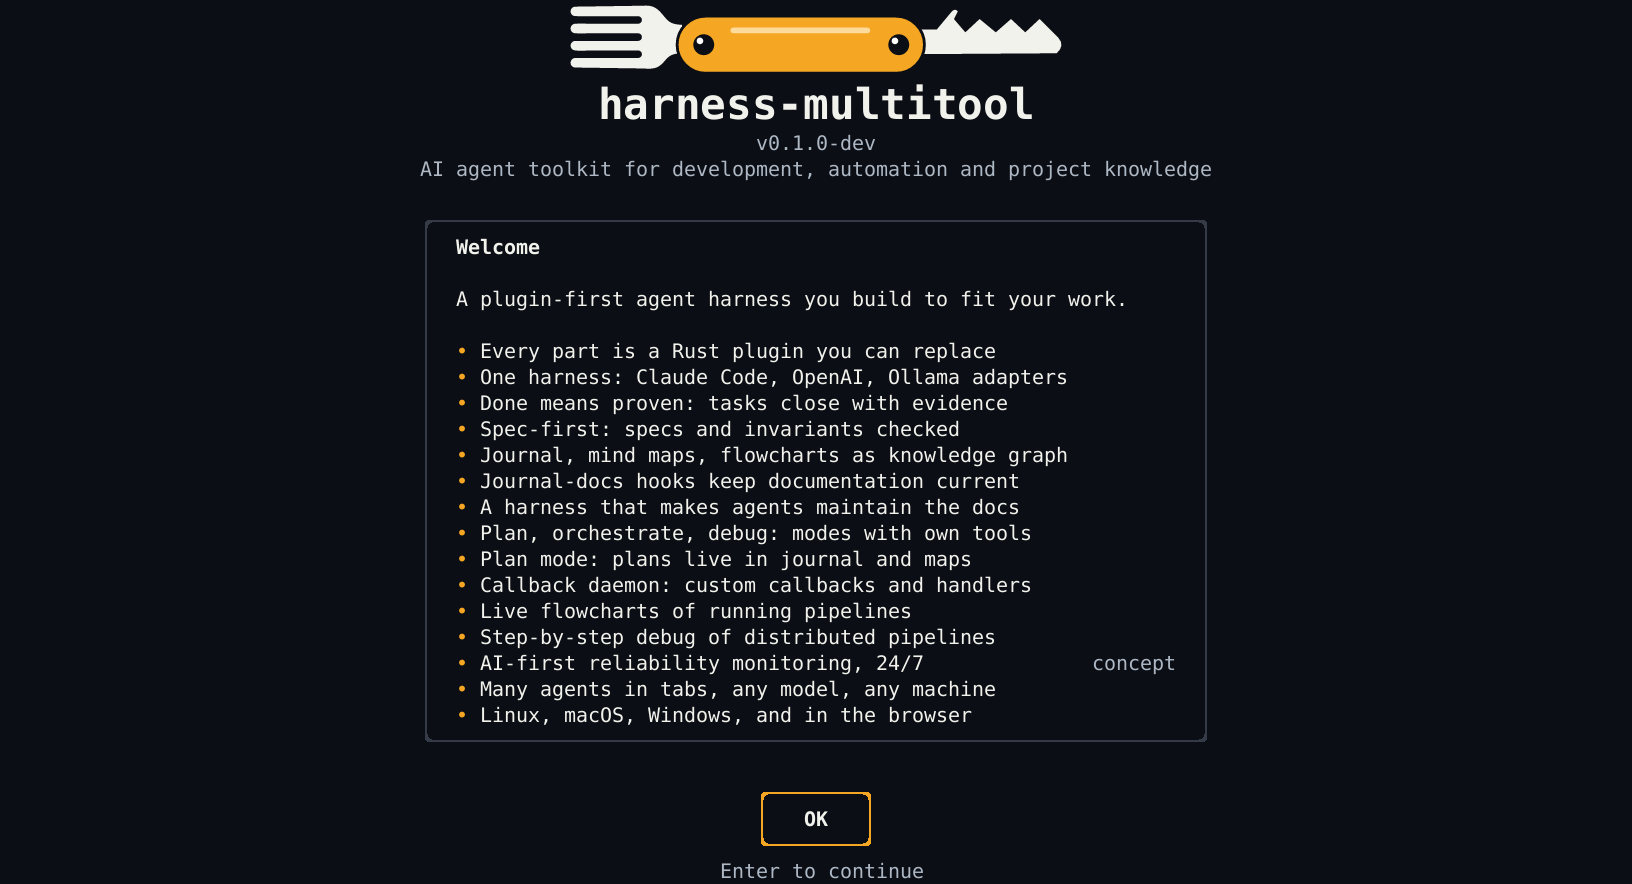 harness-multitool
v0.1.0-dev
AI agent toolkit for development, automation and project knowledge
Welcome
A plugin-first agent harness you build to fit your work.
• Every part is a Rust plugin you can replace
• One harness: Claude Code, OpenAI, Ollama adapters
• Done means proven: tasks close with evidence
• Spec-first: specs and invariants checked
• Journal, mind maps, flowcharts as knowledge graph
• Journal-docs hooks keep documentation current
• A harness that makes agents maintain the docs
• Plan, orchestrate, debug: modes with own tools
• Plan mode: plans live in journal and maps
• Callback daemon: custom callbacks and handlers
• Live flowcharts of running pipelines
• Step-by-step debug of distributed pipelines
• AI-first reliability monitoring, 24/7 concept
• Many agents in tabs, any model, any machine
• Linux, macOS, Windows, and in the browser
OK
Enter to continue